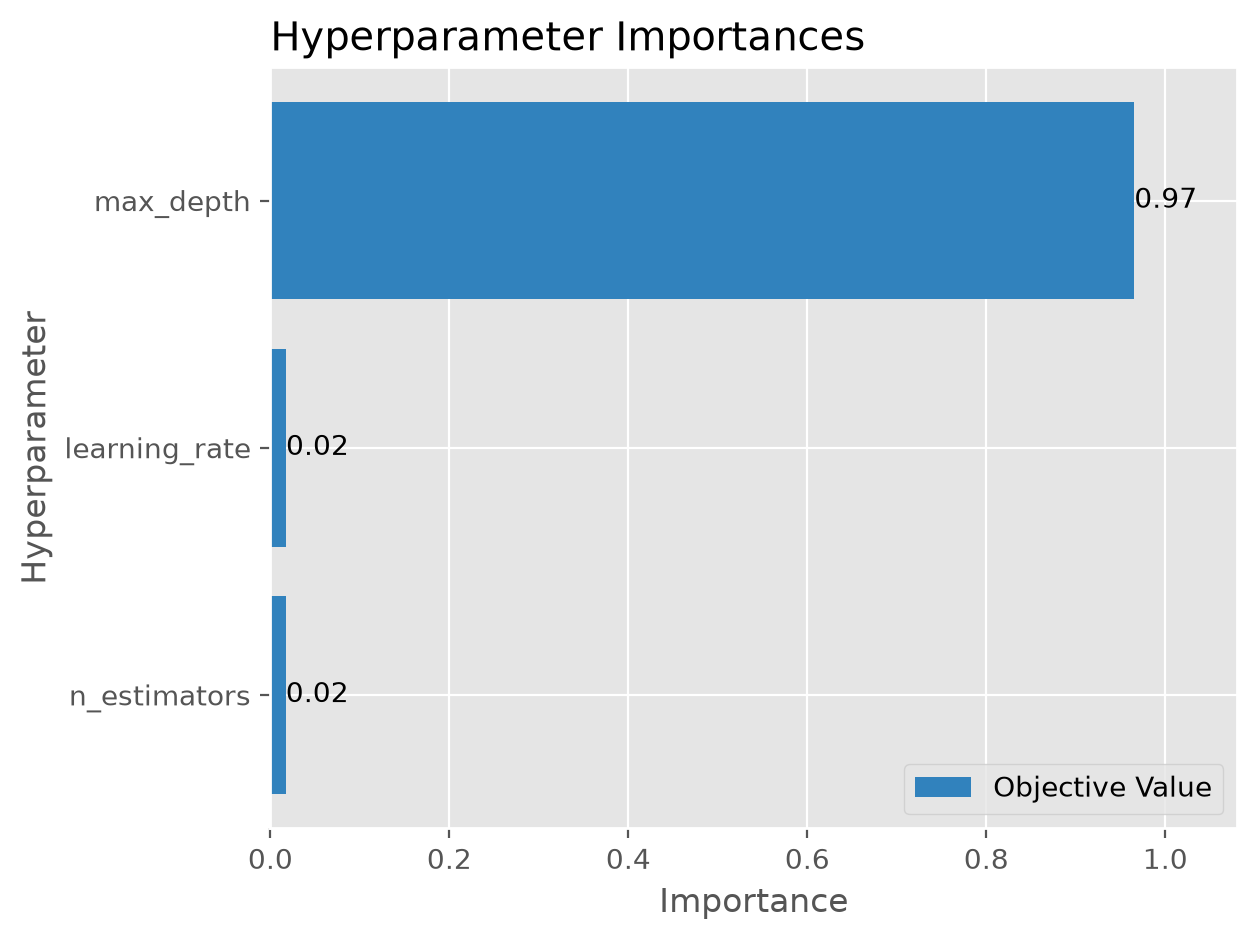 Hyperparameter Importances
Hyperparameter
max_depth
0.97
learning_rate
0.02
n_estimators
0.02
Objective Value
0.0 0.2 0.4 0.6 0.8 1.0
Importance